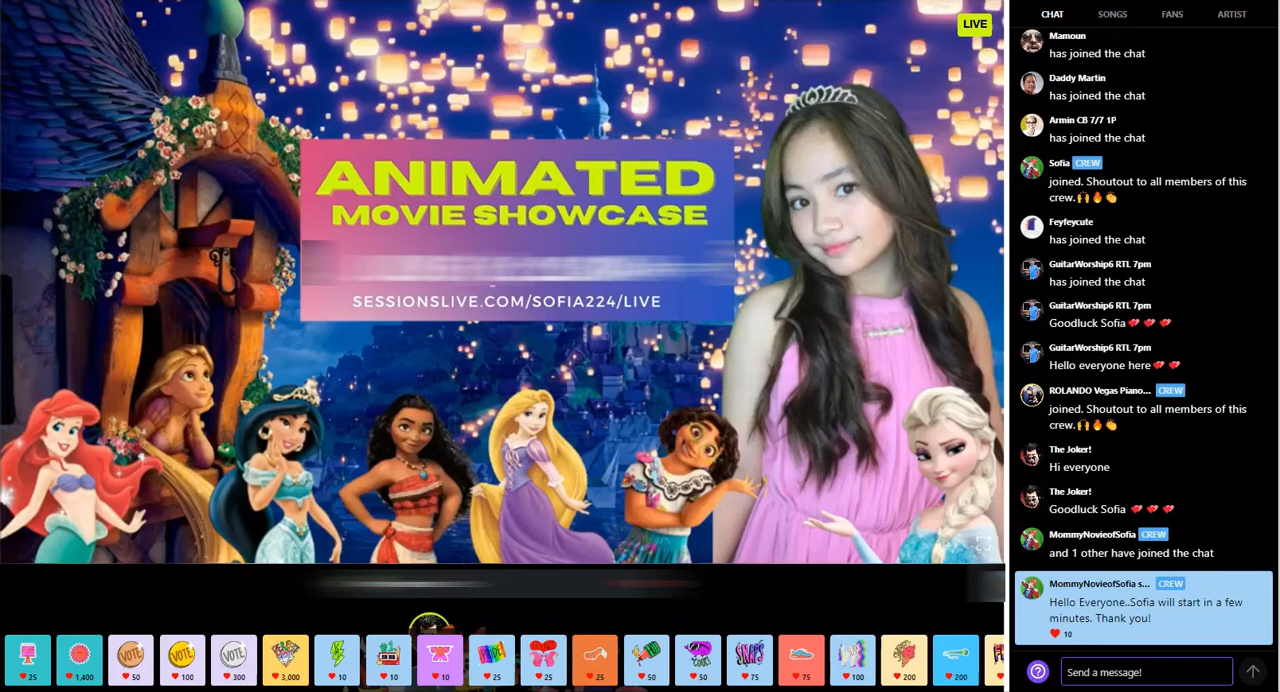 LIVE
ANIMATED
MOVIE SHOWCASE
SESSIONSLIVE.COM/SOFIA224/LIVE
CHAT SONGS FANS ARTIST
Mamoun
has joined the chat
Daddy Martin
has joined the chat
Armin CB 7/7 1P
has joined the chat
Sofia CREW
joined. Shoutout to all members of this
crew.🙌🔥👏
Feyfeycute
has joined the chat
GuitarWorship6 RTL 7pm
has joined the chat
GuitarWorship6 RTL 7pm
Goodluck Sofia
GuitarWorship6 RTL 7pm
Hello everyone here
ROLANDO Vegas Piano... CREW
joined. Shoutout to all members of this
crew.🙌🔥👏
The Joker!
Hi everyone
The Joker!
Goodluck Sofia
MommyNovieofSofia CREW
and 1 other have joined the chat
MommyNovieofSofia s... CREW
Hello Everyone..Sofia will start in a few
minutes. Thank you!
10
Send a message!
VOTE VOTE VOTE PEACE PRIDE SNAPS
25 1,400 50 100 300 3,000 10 10 10 25 25 25 50 50 75 75 100 200 200